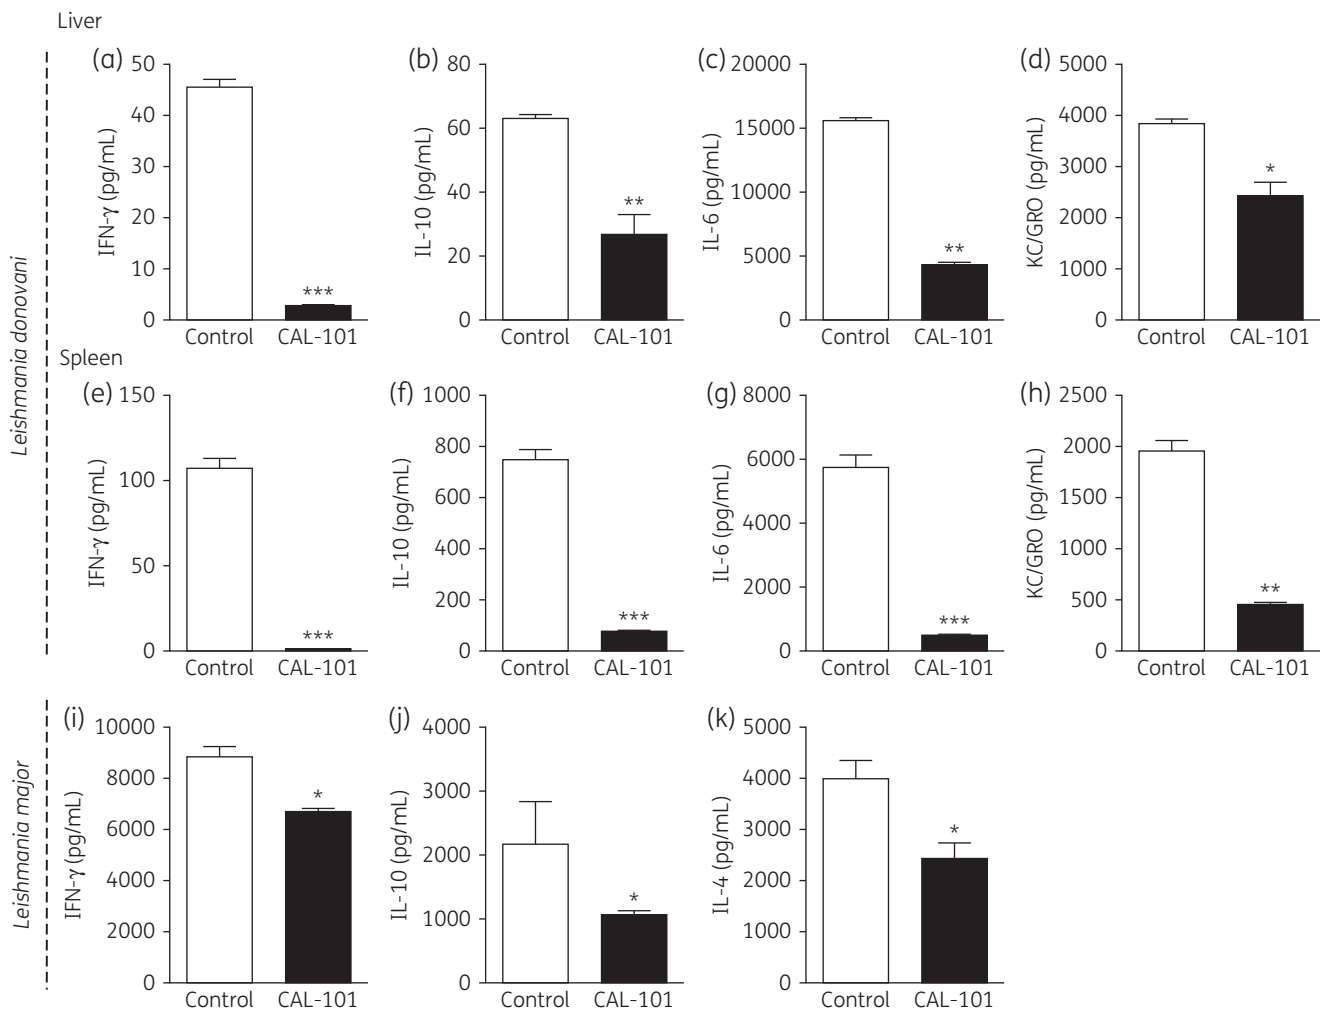 Liver
Leishmania donovani
(a)
IFN-γ (pg/mL)
50
40
30
20
10
0
***
Control CAL-101
(b)
IL-10 (pg/mL)
80
60
40
20
0
**
Control CAL-101
(c)
IL-6 (pg/mL)
20000
15000
10000
5000
0
**
Control CAL-101
(d)
KC/GRO (pg/mL)
5000
4000
3000
2000
1000
0
*
Control CAL-101
Spleen
(e)
IFN-γ (pg/mL)
150
100
50
0
***
Control CAL-101
(f)
IL-10 (pg/mL)
1000
800
600
400
200
0
***
Control CAL-101
(g)
IL-6 (pg/mL)
8000
6000
4000
2000
0
***
Control CAL-101
(h)
KC/GRO (pg/mL)
2500
2000
1500
1000
500
0
**
Control CAL-101
Leishmania major
(i)
IFN-γ (pg/mL)
10000
8000
6000
4000
2000
0
*
Control CAL-101
(j)
IL-10 (pg/mL)
4000
3000
2000
1000
0
*
Control CAL-101
(k)
IL-4 (pg/mL)
5000
4000
3000
2000
1000
0
*
Control CAL-101